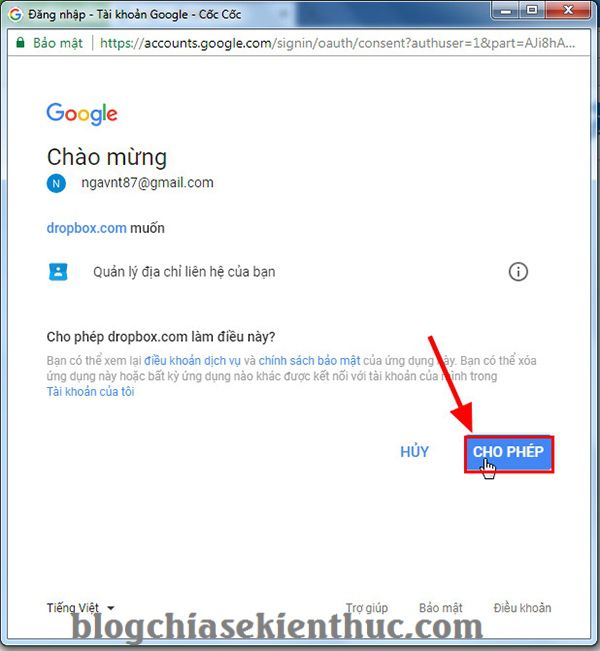 Đăng nhập - Tài khoản Google - Cốc Cốc
Bảo mật https://accounts.google.com/signin/oauth/consent?authuser=1&part=AJi8hA...
Google
Chào mừng
N ngavnt87@gmail.com
dropbox.com muốn
Quản lý địa chỉ liên hệ của bạn
Cho phép dropbox.com làm điều này?
Bạn có thể xem lại điều khoản dịch vụ và chính sách bảo mật của ứng dụng này. Bạn có thể xóa
ứng dụng này hoặc bất kỳ ứng dụng nào khác được kết nối với tài khoản của mình trong
Tài khoản của tôi
HỦY CHO PHÉP
Tiếng Việt Trợ giúp Bảo mật Điều khoản
blogchiasekienthuc.com